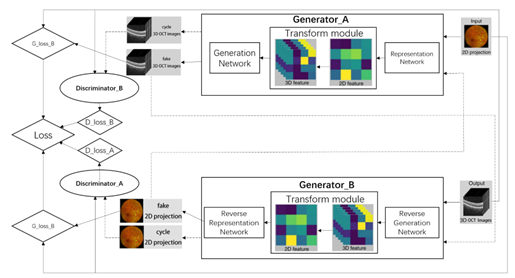 Generator_A
Input
2D projection
Transform module
Generation
Network
3D feature
2D feature
Representation
Network
cycle
3D OCT Images
fake
3D OCT Images
G_loss_B
Discriminator_B
D_loss_B
Loss
D_loss_A
Discriminator_A
G_loss_B
fake
2D projection
cycle
2D projection
Generator_B
Transform module
Reverse
Representation
Network
2D feature
3D feature
Reverse
Generation
Network
Output
3D OCT Images